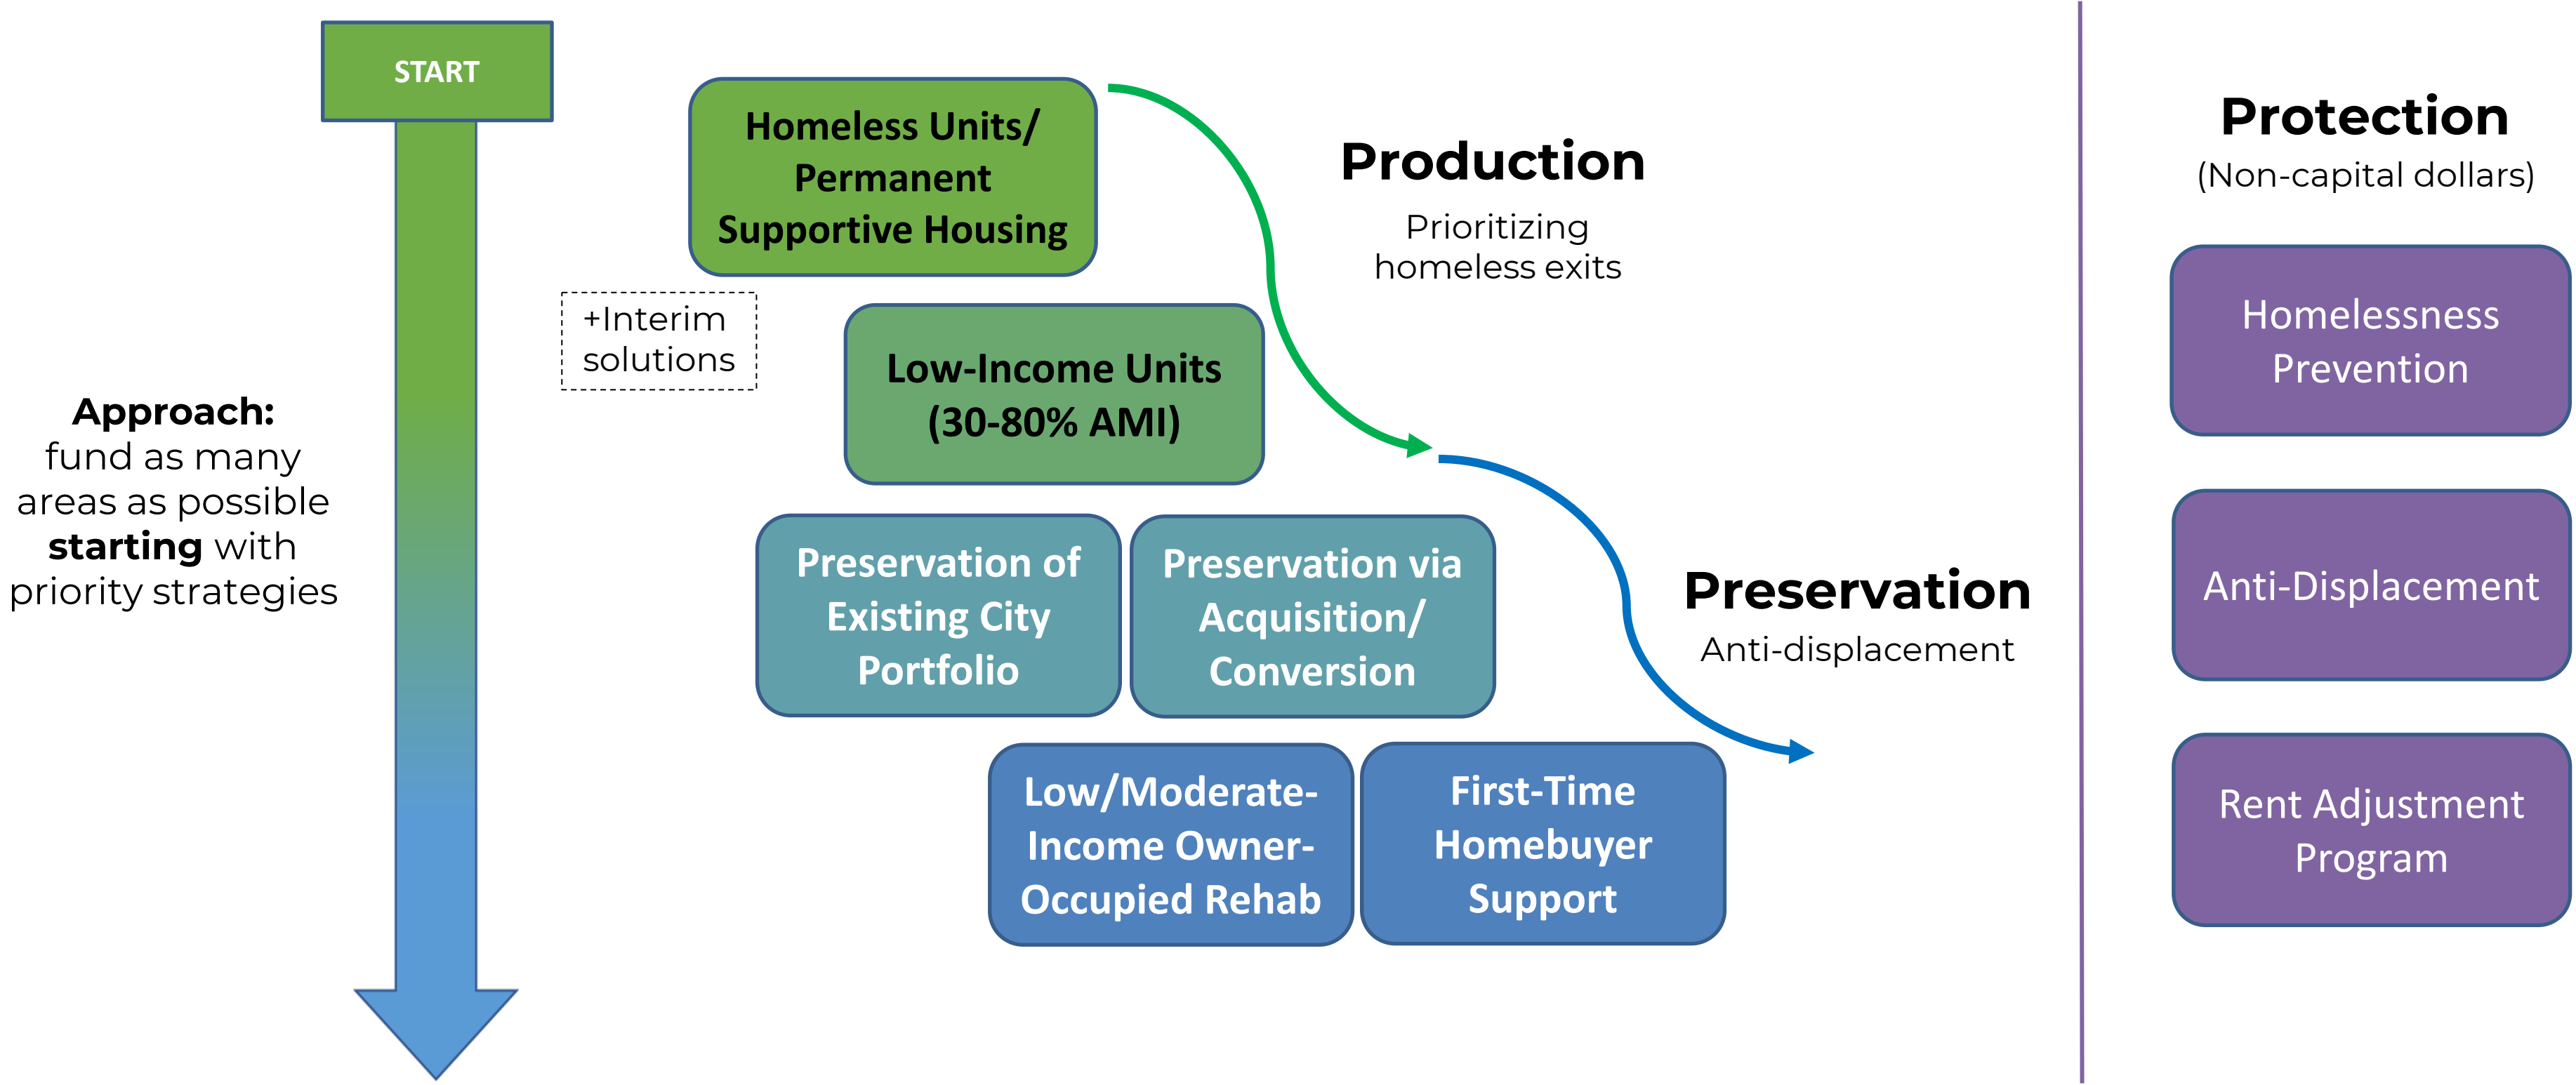 START
Approach:
fund as many
areas as possible
starting with
priority strategies
Homeless Units/
Permanent
Supportive Housing
+Interim
solutions
Low-Income Units
(30-80% AMI)
Production
Prioritizing
homeless exits
Preservation of
Existing City
Portfolio
Preservation via
Acquisition/
Conversion
Preservation
Anti-displacement
Low/Moderate-
Income Owner-
Occupied Rehab
First-Time
Homebuyer
Support
Protection
(Non-capital dollars)
Homelessness
Prevention
Anti-Displacement
Rent Adjustment
Program